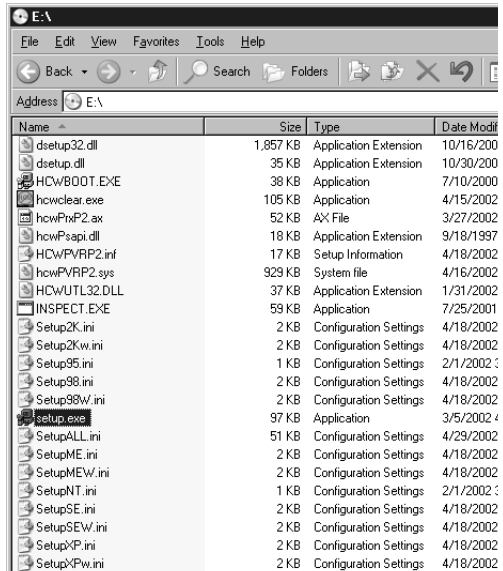 E:\
File Edit View Favorites Tools Help
Back Search Folders
Address E:\
Name Size Type Date Modif
dsetup32.dll 1,857 KB Application Extension 10/16/200
dsetup.dll 35 KB Application Extension 10/30/200
HCWBOOT.EXE 38 KB Application 7/10/2000
hcwclear.exe 105 KB Application 4/15/2002
hcwPrxP2.ax 52 KB AX File 3/27/2002
hcwPsapi.dll 18 KB Application Extension 9/18/1997
HCWPVRP2.inf 17 KB Setup Information 4/18/2002
hcwPVRP2.sys 929 KB System file 4/16/2002
HCWUTL32.DLL 37 KB Application Extension 1/31/2002
INSPECT.EXE 59 KB Application 7/25/2001
Setup2K.ini 2 KB Configuration Settings 4/18/2002
Setup2Kw.ini 2 KB Configuration Settings 4/18/2002
Setup95.ini 1 KB Configuration Settings 2/1/2002 3
Setup98.ini 2 KB Configuration Settings 4/18/2002
Setup98W.ini 2 KB Configuration Settings 4/18/2002
setup.exe 97 KB Application 3/5/2002 4
SetupALL.ini 51 KB Configuration Settings 4/29/2002
SetupME.ini 2 KB Configuration Settings 4/18/2002
SetupMEW.ini 2 KB Configuration Settings 4/18/2002
SetupNT.ini 1 KB Configuration Settings 2/1/2002 3
SetupSE.ini 2 KB Configuration Settings 4/18/2002
SetupSEW.ini 2 KB Configuration Settings 4/18/2002
SetupXP.ini 2 KB Configuration Settings 4/18/2002
SetupXPw.ini 2 KB Configuration Settings 4/18/2002